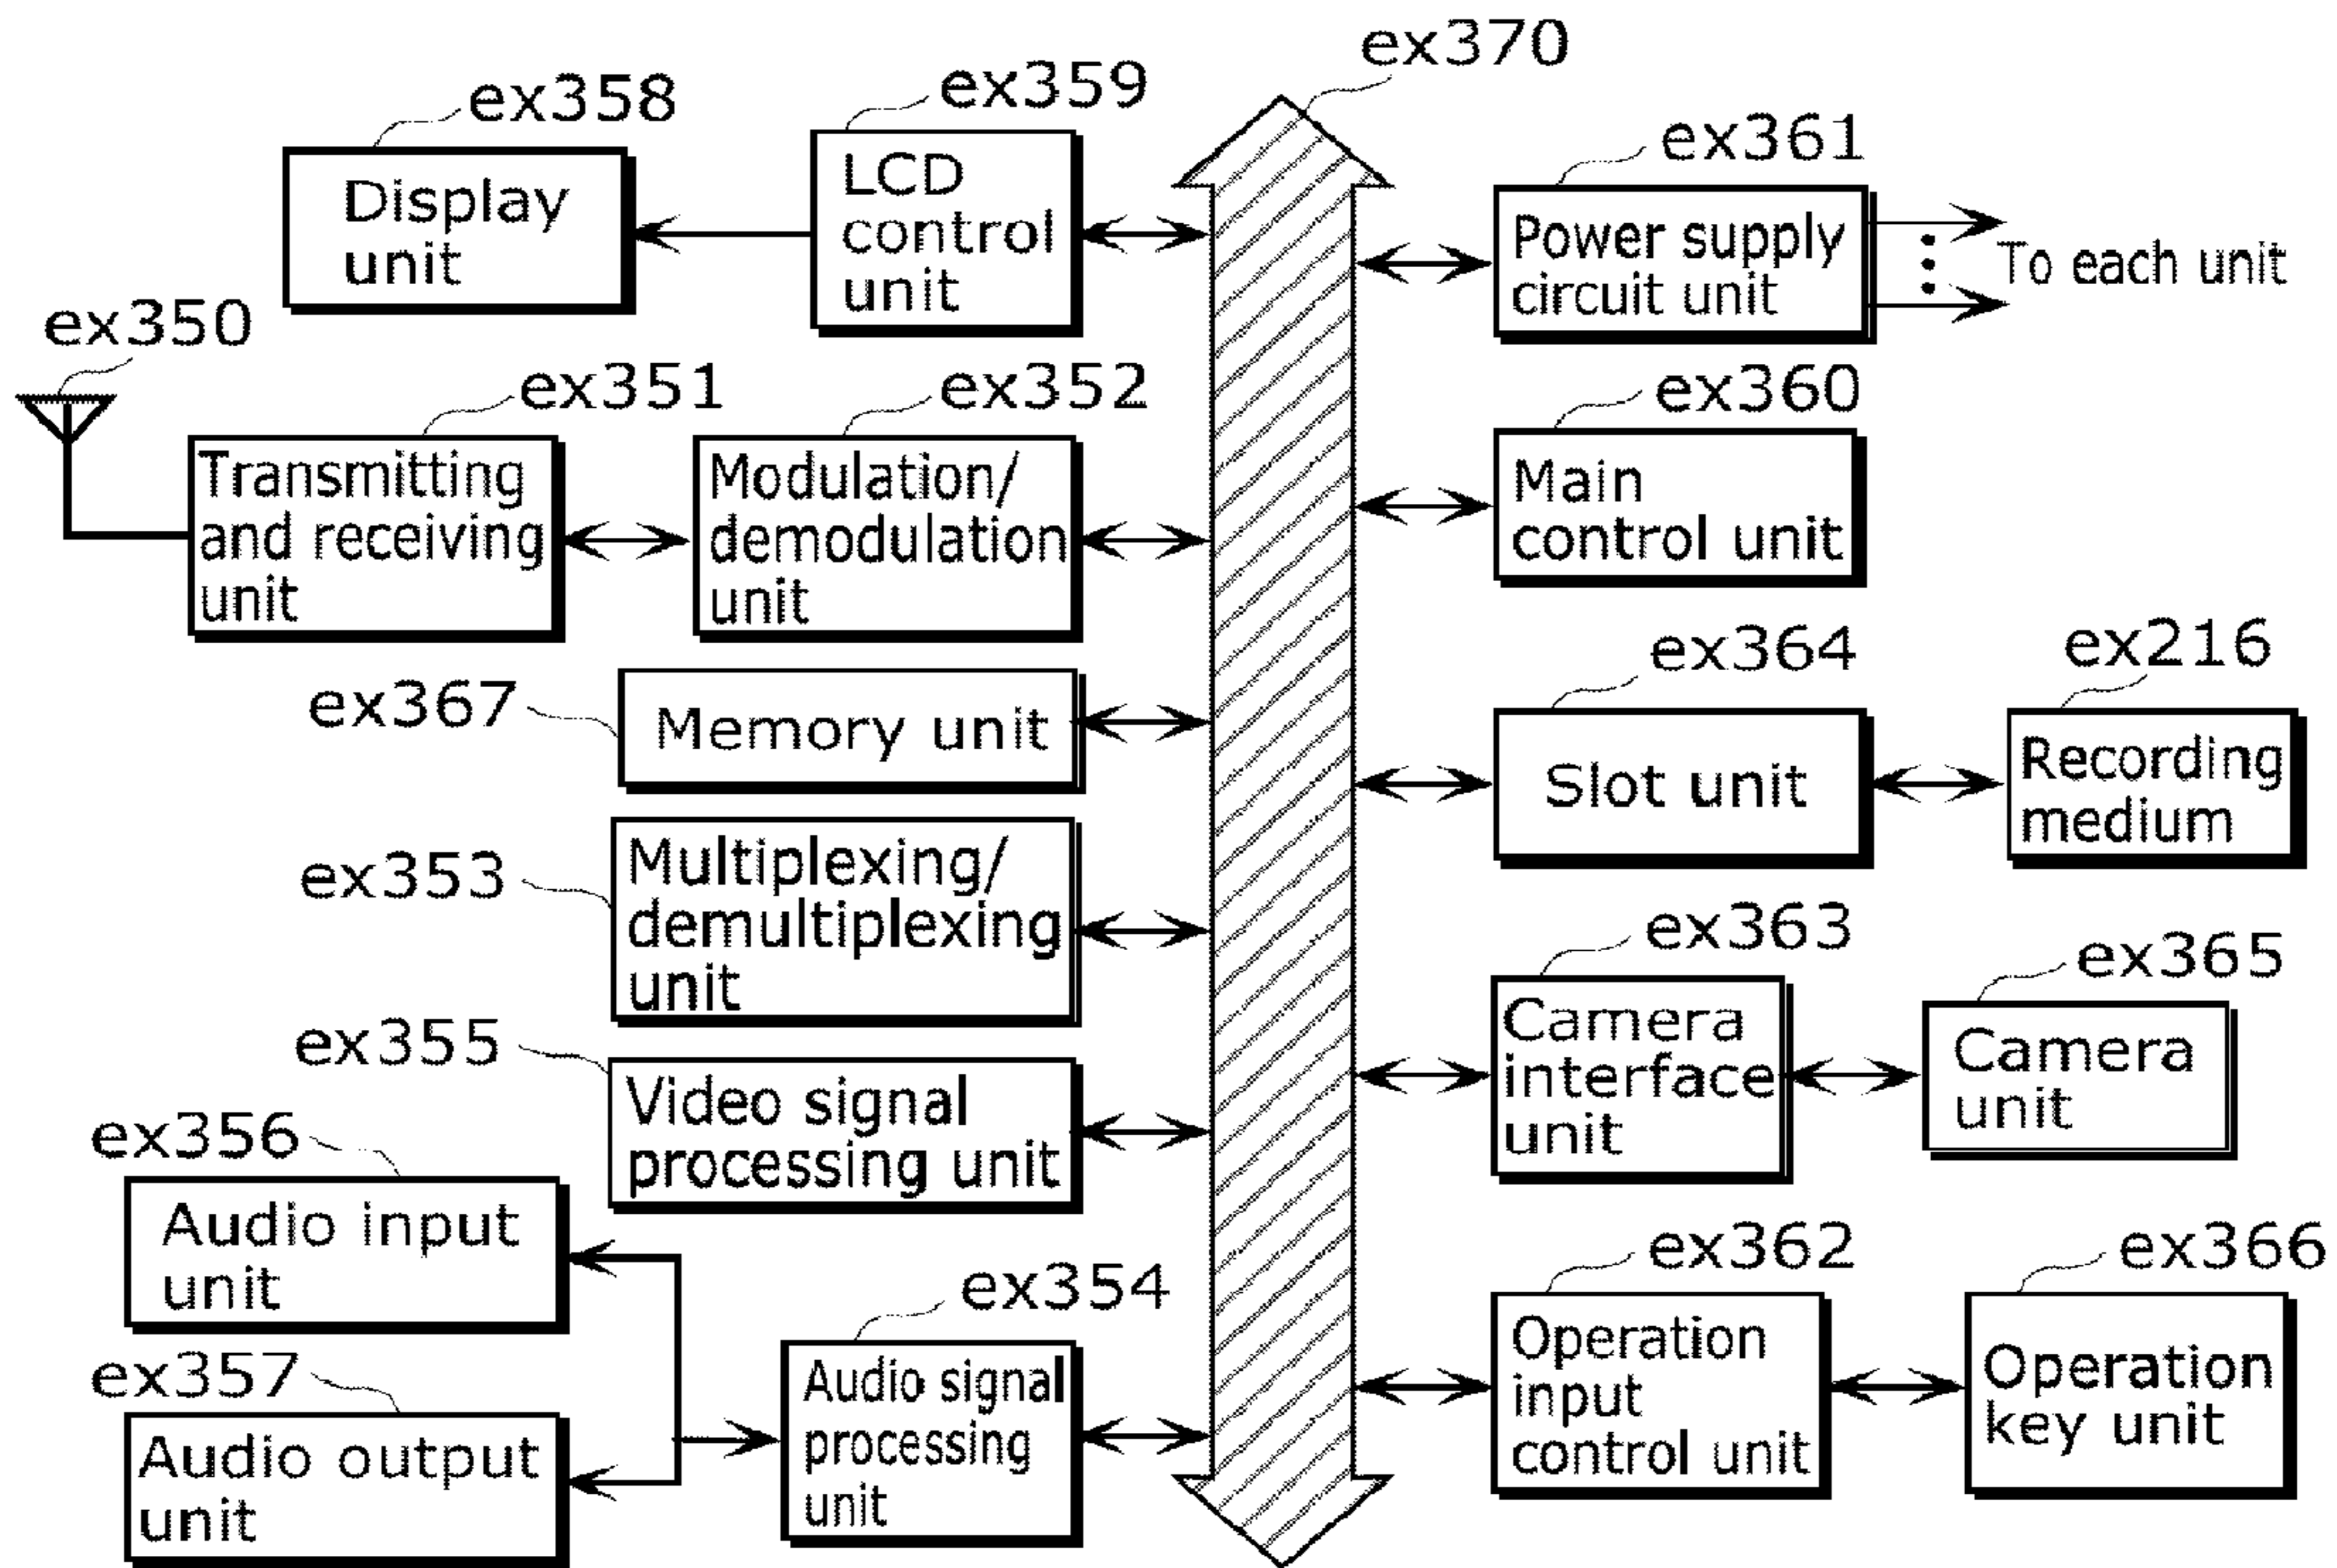 ex370
ex359
ex358
LCD
control
unit
Display
unit
ex361
Power supply
circuit unit
To each unit
ex350
ex351
Transmitting
and receiving
unit
ex352
Modulation/
demodulation
unit
ex360
Main
control unit
ex367
Memory unit
ex364
Slot unit
ex216
Recording
medium
ex353
Multiplexing/
demultiplexing
unit
ex363
Camera
interface
unit
ex365
Camera
unit
ex355
Video signal
processing unit
ex356
Audio input
unit
ex357
Audio output
unit
ex354
Audio signal
processing
unit
ex362
Operation
input
control unit
ex366
Operation
key unit